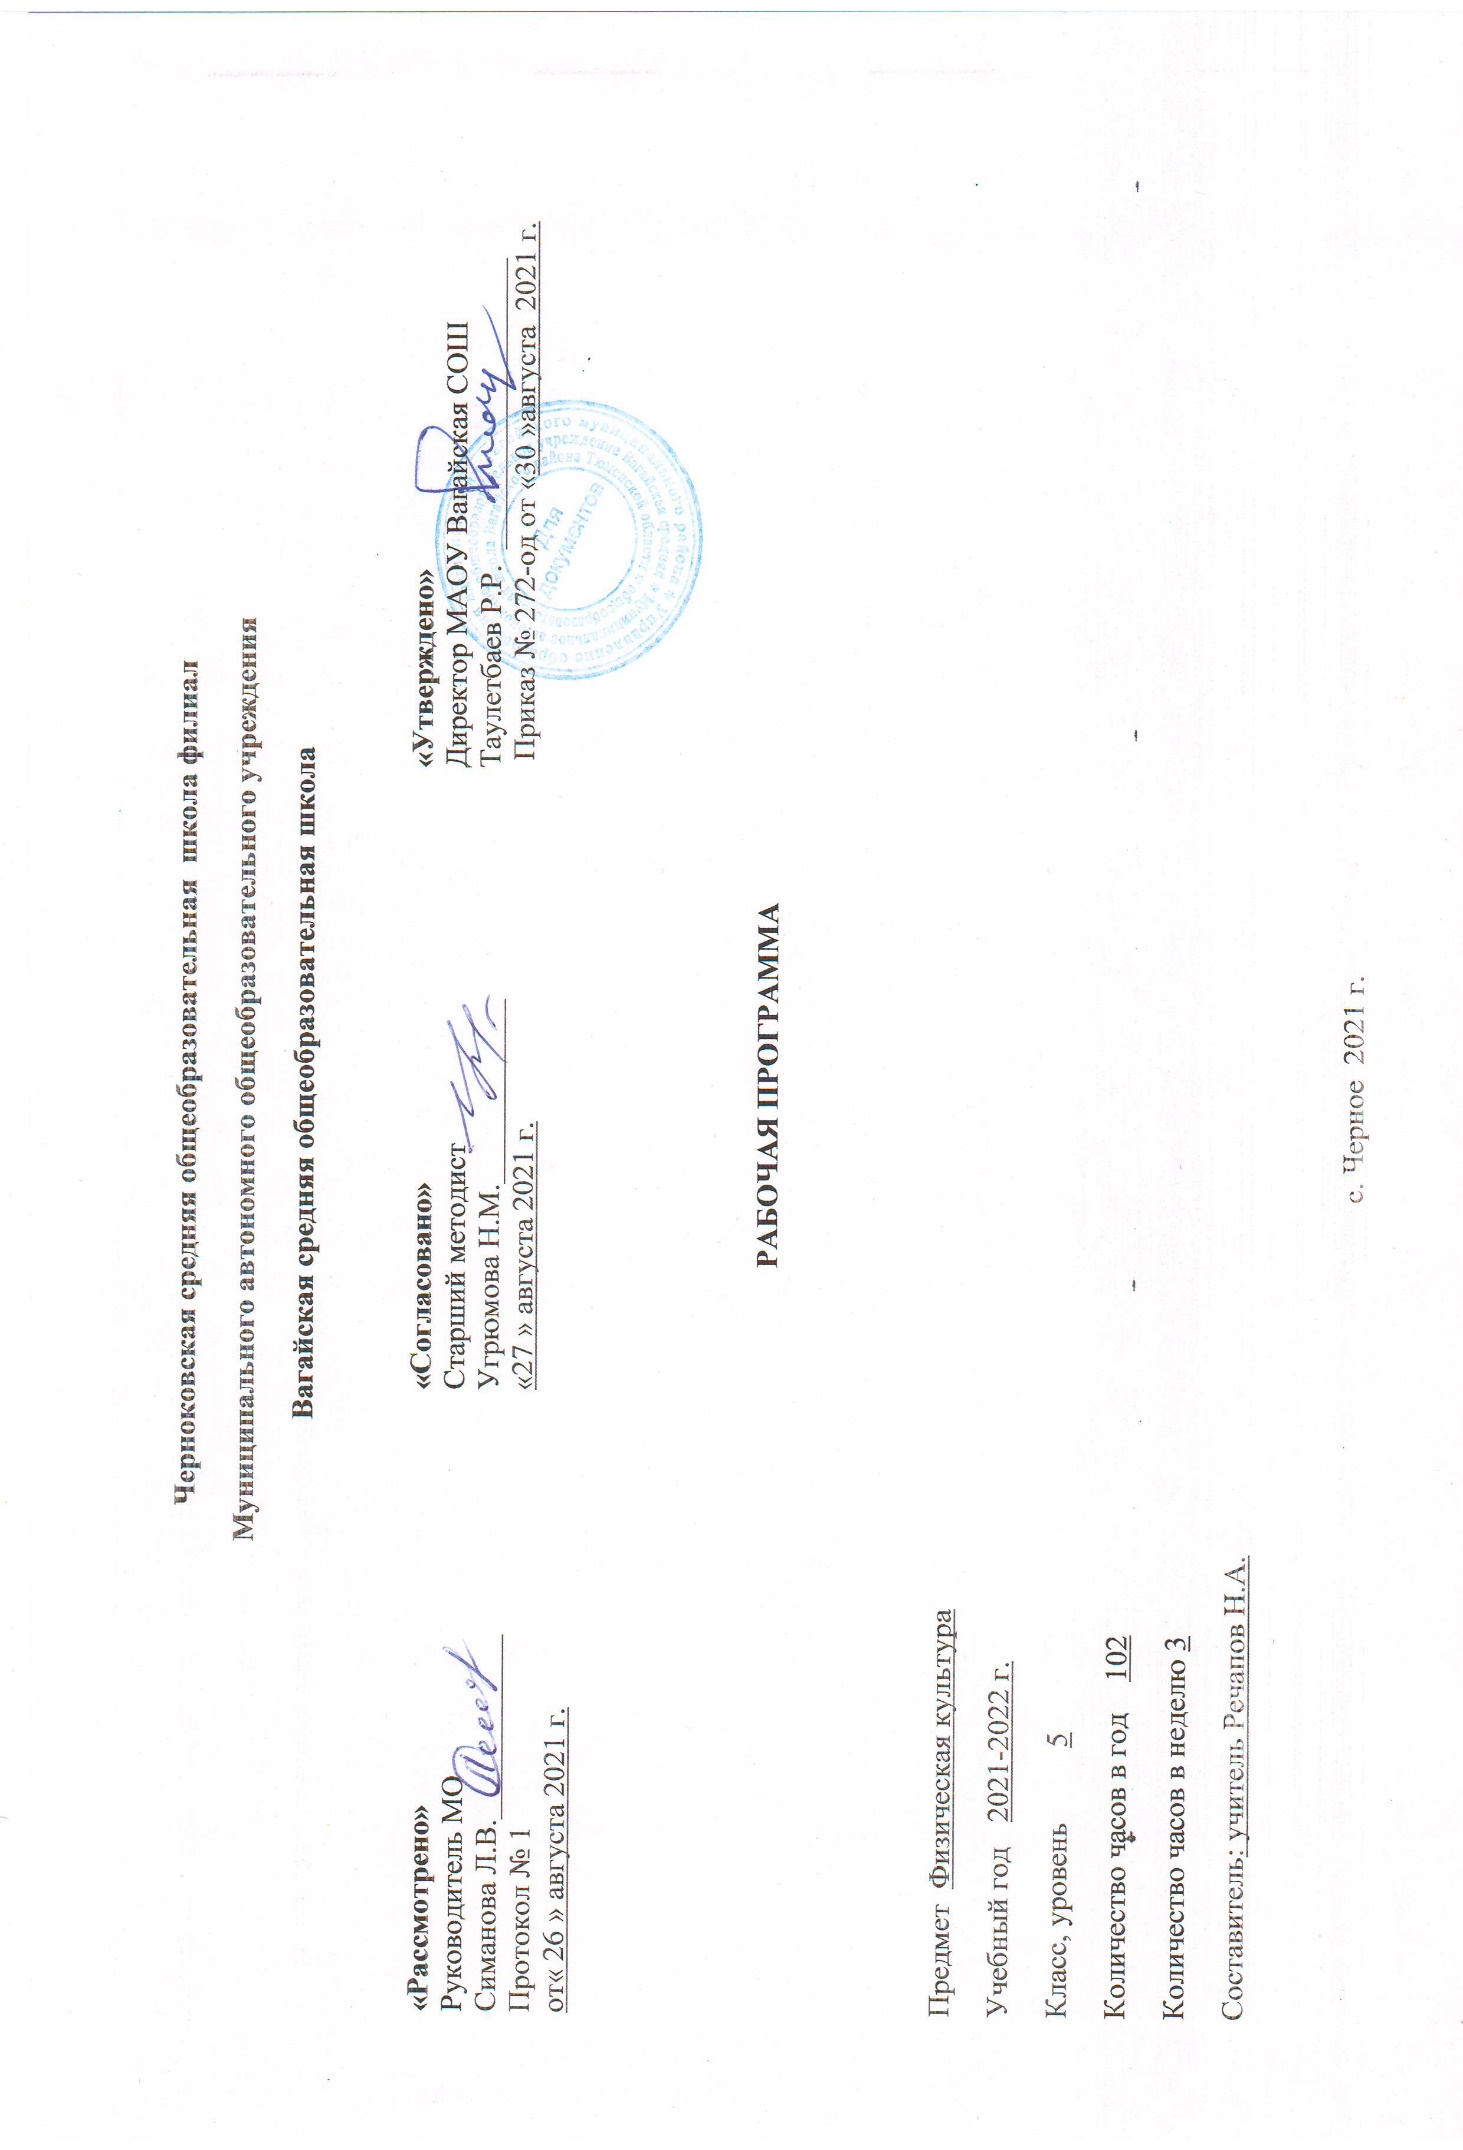 Черноковская средняя общеобразовательная школа филиал
Муниципального автономного общеобразовательного учреждения
Вагайская средняя общеобразовательная школа
«Рассмотрено»
Руководитель МО
Симанова Л.В.
Протокол № 1
от« 26 » августа 2021 г.
«Согласовано»
Старший методист
Угрюмова Н.М.
«27 » августа 2021 г.
«Утверждено»
Директор МАОУ Вагайская СОШ
Таулетбаев Р.Р.
Приказ № 272-од от «30 »августа 2021 г.
Для
документов
РАБОЧАЯ ПРОГРАММА
Предмет Физическая культура
Учебный год 2021-2022 г.
Класс, уровень 5
Количество часов в год 102
Количество часов в неделю 3
Составитель: учитель Речапов Н.А.
с. Черное 2021 г.